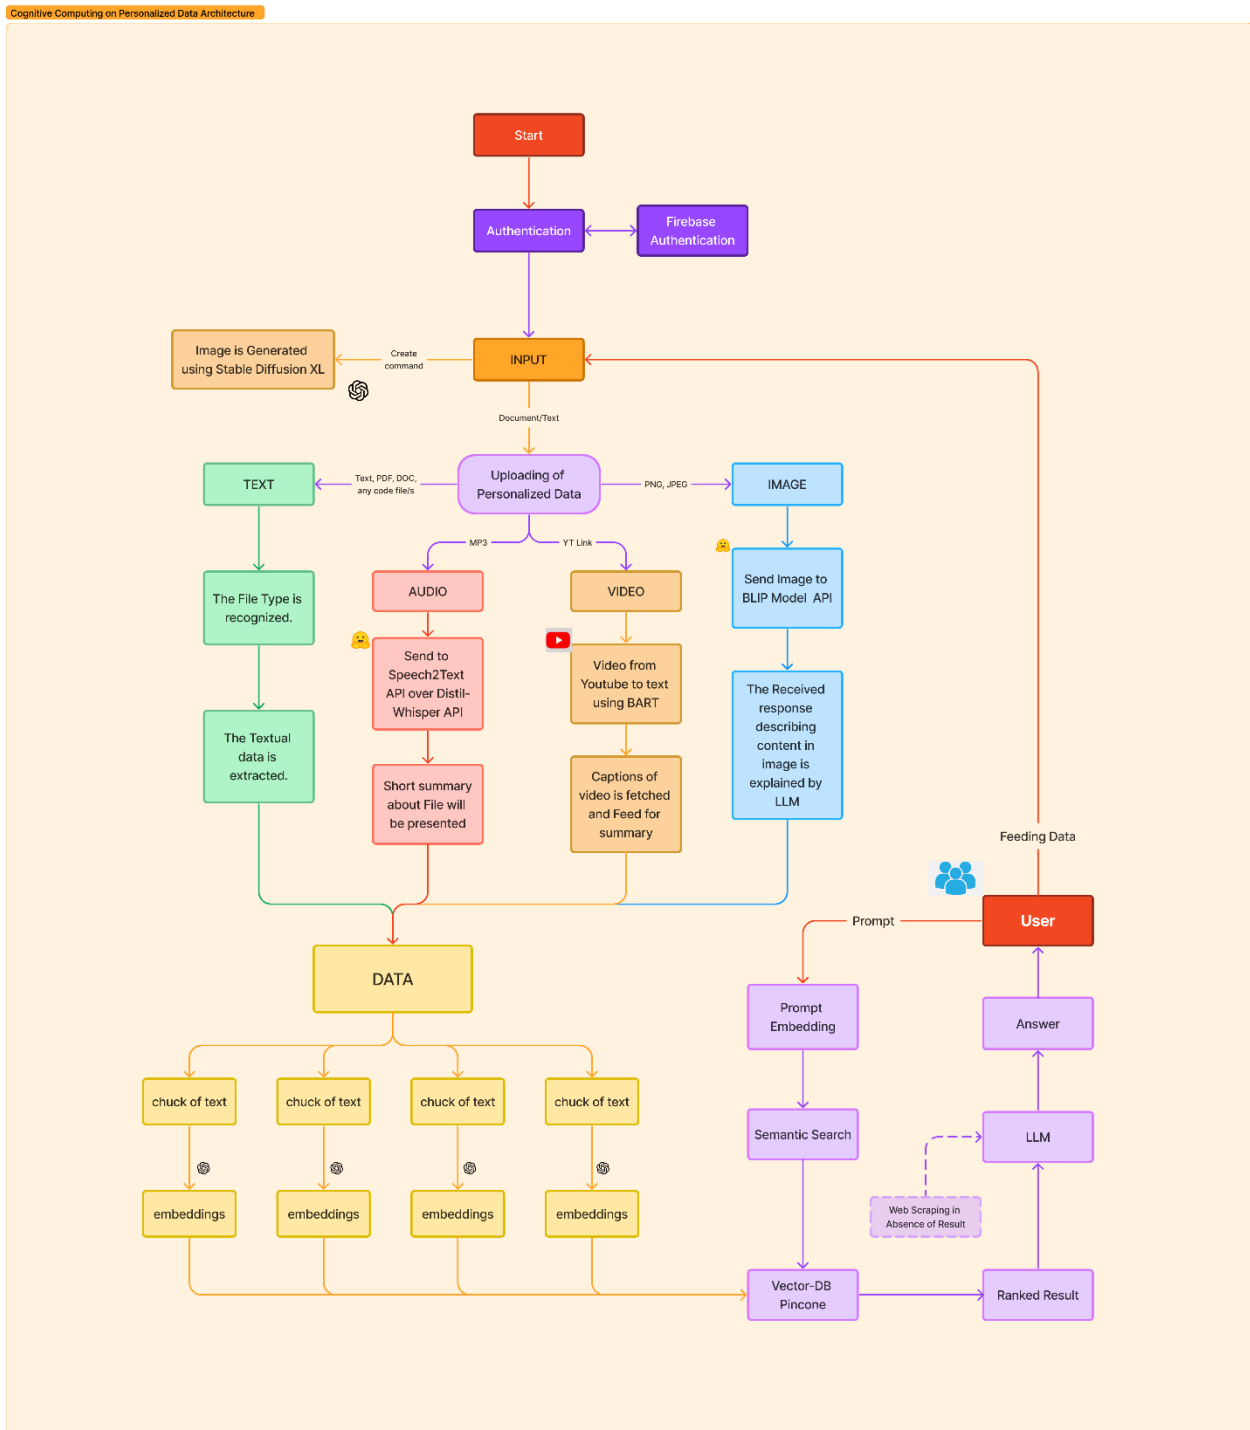 Cognitive Computing on Personalized Data Architecture
Start
Authentication
Firebase
Authentication
Image is Generated
using Stable Diffusion XL
Create
command
INPUT
Document/Text
TEXT
Text, PDF, DOC,
any code file/s
Uploading of
Personalized Data
PNG, JPEG
IMAGE
MP3
YT Link
The File Type is
recognized.
AUDIO
VIDEO
Send Image to
BLIP Model API
Send to
Speech2Text
API over Distil-
Whisper API
Video from
Youtube to text
using BART
The Textual
data is
extracted.
Short summary
about File will
be presented
Captions of
video is fetched
and Feed for
summary
The Received
response
describing
content in
image is
explained by
LLM
Feeding Data
User
Prompt
DATA
Prompt
Embedding
Answer
chuck of text
chuck of text
chuck of text
chuck of text
Semantic Search
LLM
embeddings
embeddings
embeddings
embeddings
Web Scraping in
Absence of Result
Vector-DB
Pincone
Ranked Result